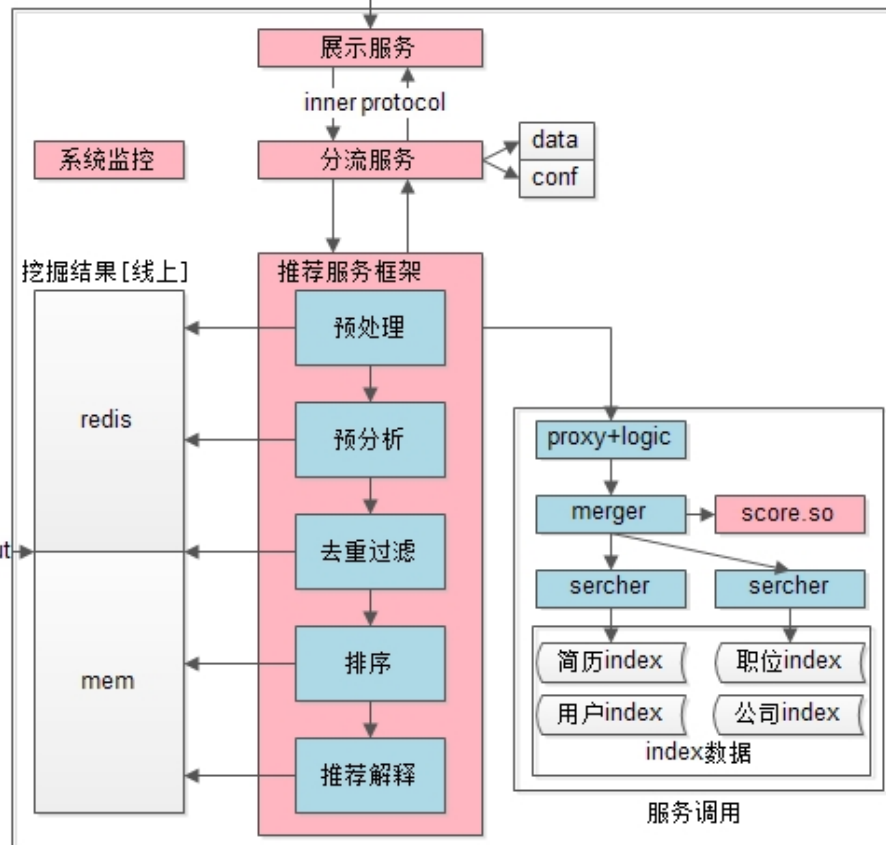 展示服务
inner protocol
系统监控
分流服务
data
conf
挖掘结果[线上]
推荐服务框架
预处理
redis
预分析
proxy+logic
merger
score.so
去重过滤
sercher
sercher
排序
mem
简历index
职位index
用户index
公司index
index数据
推荐解释
服务调用